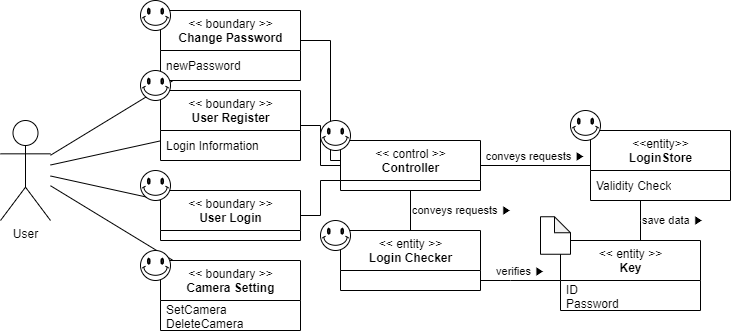 << boundary >>
Change Password
newPassword
<< boundary >>
User Register
Login Information
<< control >>
Controller
conveys requests
<<entity>>
LoginStore
Validity Check
<< boundary >>
User Login
User
conveys requests
save data
<< entity >>
Login Checker
verifies
<< entity >>
Key
ID
Password
<< boundary >>
Camera Setting
SetCamera
DeleteCamera